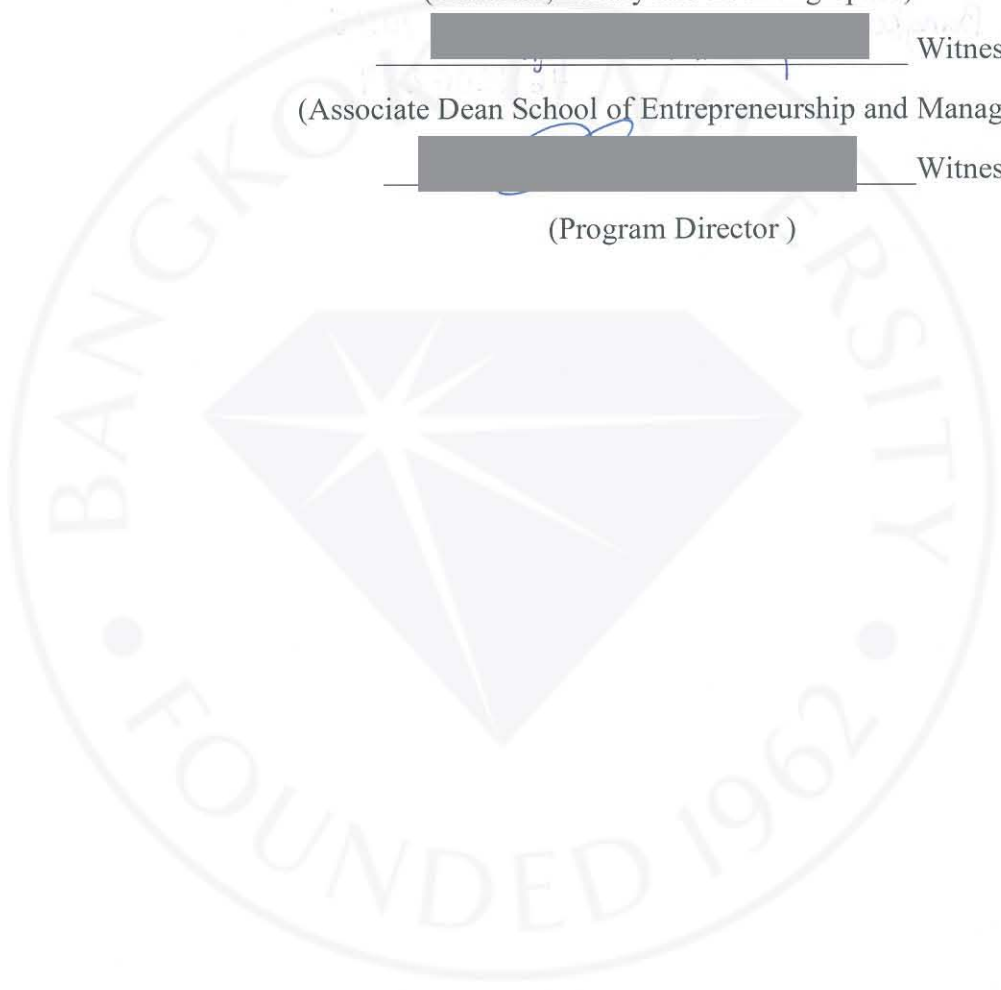 Witnes
(Associate Dean School of Entrepreneurship and Manag
Witnes
(Program Director )
BANGKOK UNIVERSITY
FOUNDED 1962